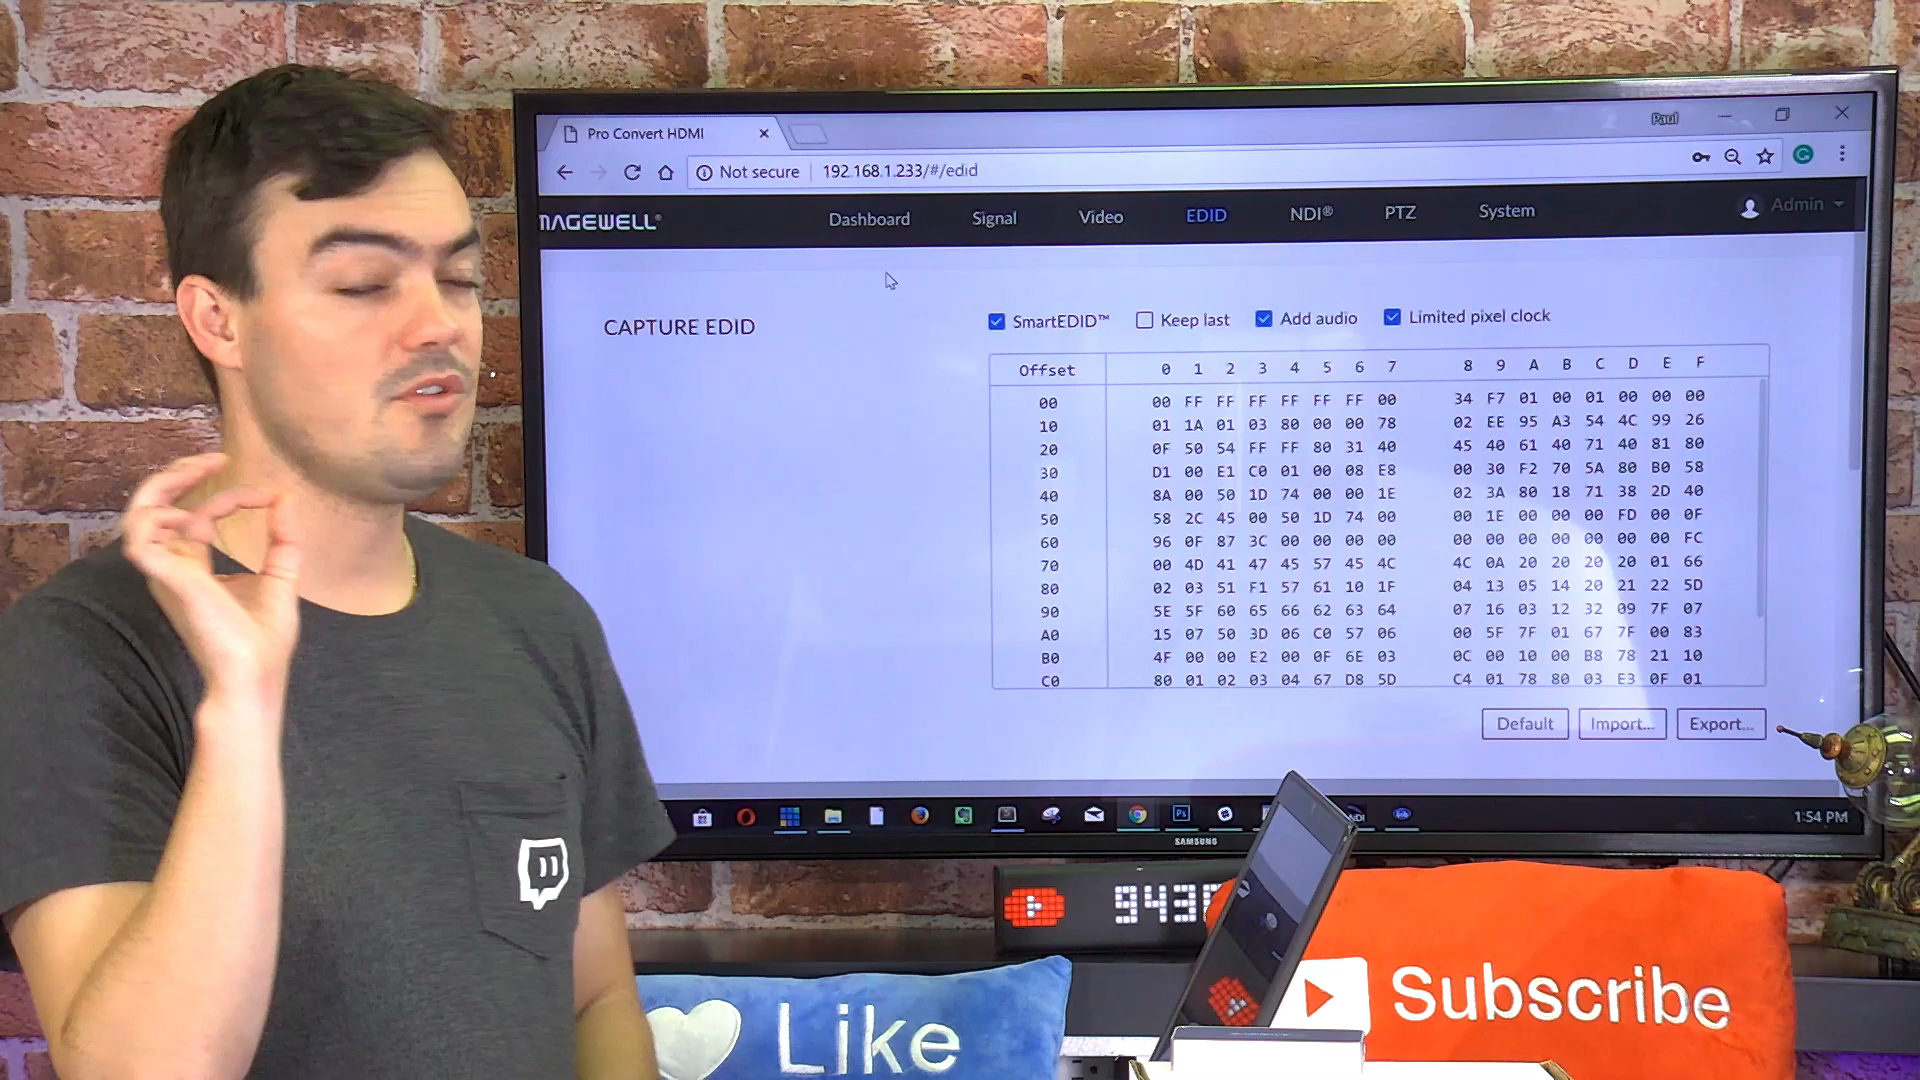 Pro Convert HDMI
Paul
Not secure 192.168.1.233/#/edid
MAGEWELL® Dashboard Signal Video EDID NDI® PTZ System Admin
CAPTURE EDID SmartEDID™ Keep last Add audio Limited pixel clock
Offset 0 1 2 3 4 5 6 7 8 9 A B C D E F
00 00 FF FF FF FF FF FF 00 34 F7 01 00 01 00 00 00
10 01 1A 01 03 80 00 00 78 02 EE 95 A3 54 4C 99 26
20 0F 50 54 FF FF 80 31 40 45 40 61 40 71 40 81 80
30 D1 00 E1 C0 01 00 08 E8 00 30 F2 70 5A 80 B0 58
40 8A 00 50 1D 74 00 00 1E 02 3A 80 18 71 38 2D 40
50 58 2C 45 00 50 1D 74 00 00 1E 00 00 00 FD 00 0F
60 96 0F 87 3C 00 00 00 00 00 00 00 00 00 00 00 FC
70 00 4D 41 47 45 57 45 4C 4C 0A 20 20 20 20 01 66
80 02 03 51 F1 57 61 10 1F 04 13 05 14 20 21 22 5D
90 5E 5F 60 65 66 62 63 64 07 16 03 12 32 09 7F 07
A0 15 07 50 3D 06 C0 57 06 00 5F 7F 01 67 7F 00 83
B0 4F 00 00 E2 00 0F 6E 03 0C 00 10 00 B8 78 21 10
C0 80 01 02 03 04 67 D8 5D C4 01 78 80 03 E3 0F 01
Default Import... Export...
Ps NDI 1:54 PM
SAMSUNG
Like
Subscribe